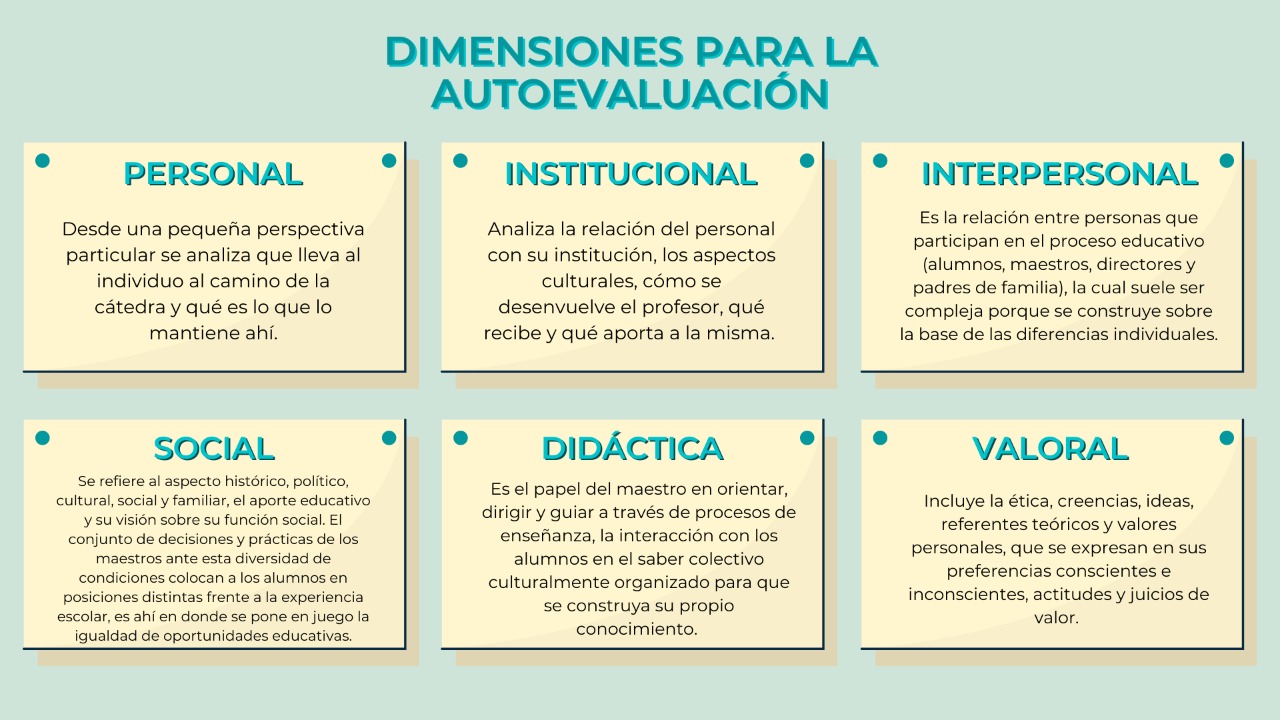 DIMENSIONES PARA LA
AUTOEVALUACIÓN
PERSONAL
Desde una pequeña perspectiva
particular se analiza que lleva al
individuo al camino de la
cátedra y qué es lo que lo
mantiene ahí.
INSTITUCIONAL
Analiza la relación del personal
con su institución, los aspectos
culturales, cómo se
desenvuelve el profesor, qué
recibe y qué aporta a la misma.
INTERPERSONAL
Es la relación entre personas que
participan en el proceso educativo
(alumnos, maestros, directores y
padres de familia), la cual suele ser
compleja porque se construye sobre
la base de las diferencias individuales.
SOCIAL
Se refiere al aspecto histórico, político,
cultural, social y familiar, el aporte educativo
y su visión sobre su función social. El
conjunto de decisiones y prácticas de los
maestros ante esta diversidad de
condiciones colocan a los alumnos en
posiciones distintas frente a la experiencia
escolar, es ahí en donde se pone en juego la
igualdad de oportunidades educativas.
DIDÁCTICA
Es el papel del maestro en orientar,
dirigir y guiar a través de procesos de
enseñanza, la interacción con los
alumnos en el saber colectivo
culturalmente organizado para que
se construya su propio
conocimiento.
VALORAL
Incluye la ética, creencias, ideas,
referentes teóricos y valores
personales, que se expresan en sus
preferencias conscientes e
inconscientes, actitudes y juicios de
valor.